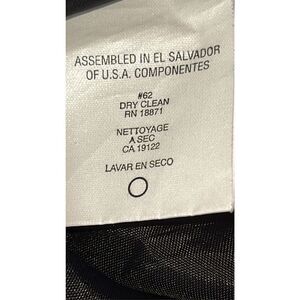 ASSEMBLED IN EL SALVADOR
OF U.S.A. COMPONENTES
#62
DRY CLEAN
RN 18871
NETTOYAGE
A SEC
CA 19122
LAVAR EN SECO